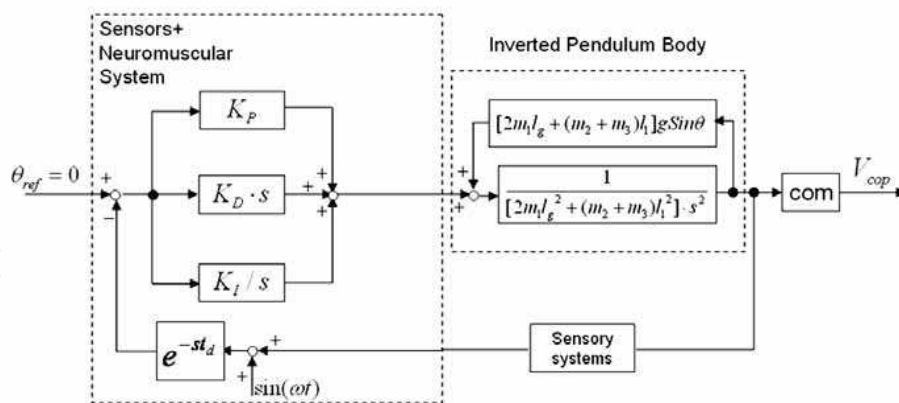 Sensors+
Neuromuscular
System
Inverted Pendulum Body
K_P
[2m_1l_g + (m_2 + m_3)l_1]gSinθ
θ_ref = 0
+
−
K_D · s
+
+
+
+
+
1
[2m_1l_g^2 + (m_2 + m_3)l_1^2] · s^2
com
V_cop
K_I / s
e^{-st_d}
+
+
sin(ωt)
Sensory
systems